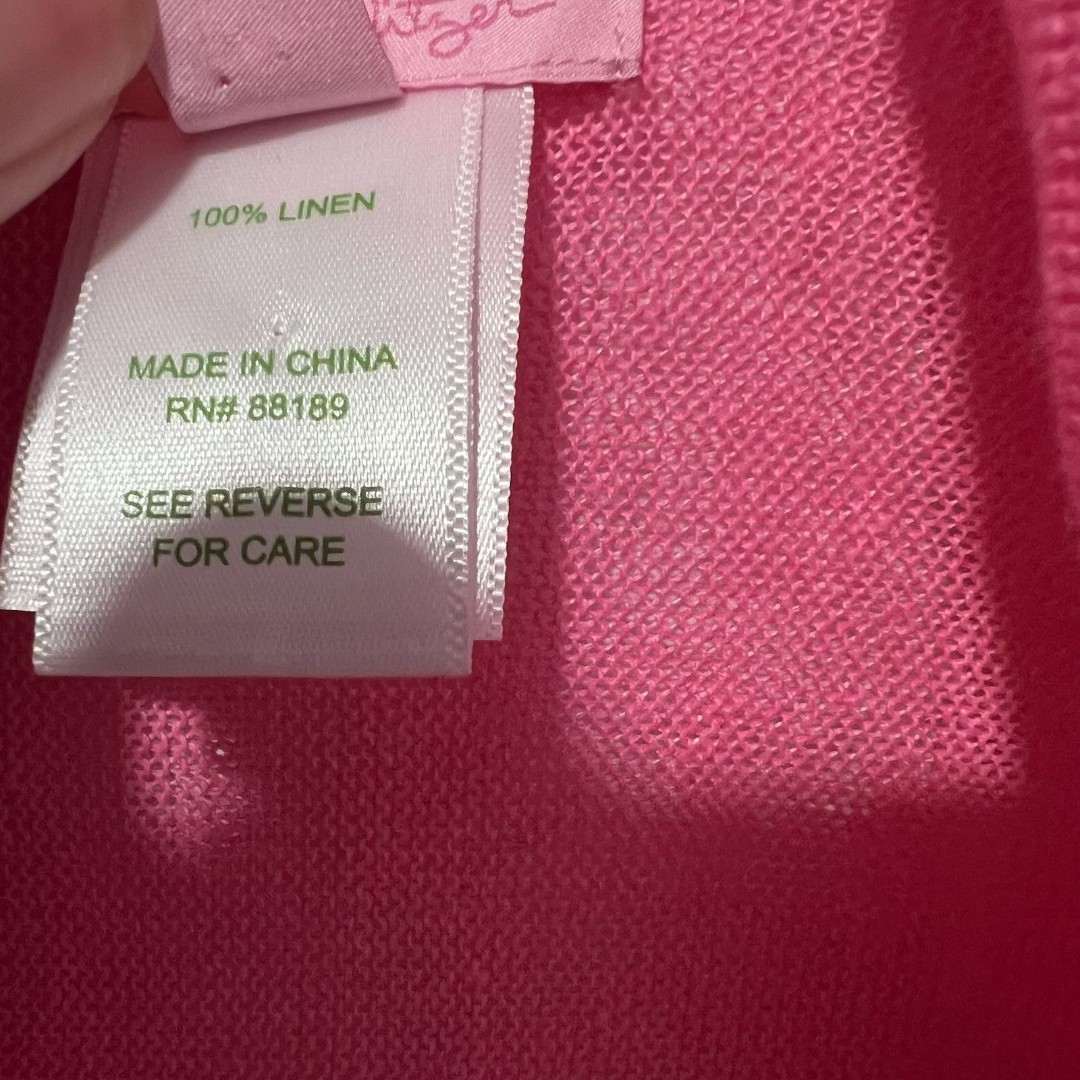 100% LINEN
MADE IN CHINA
RN# 88189
SEE REVERSE
FOR CARE